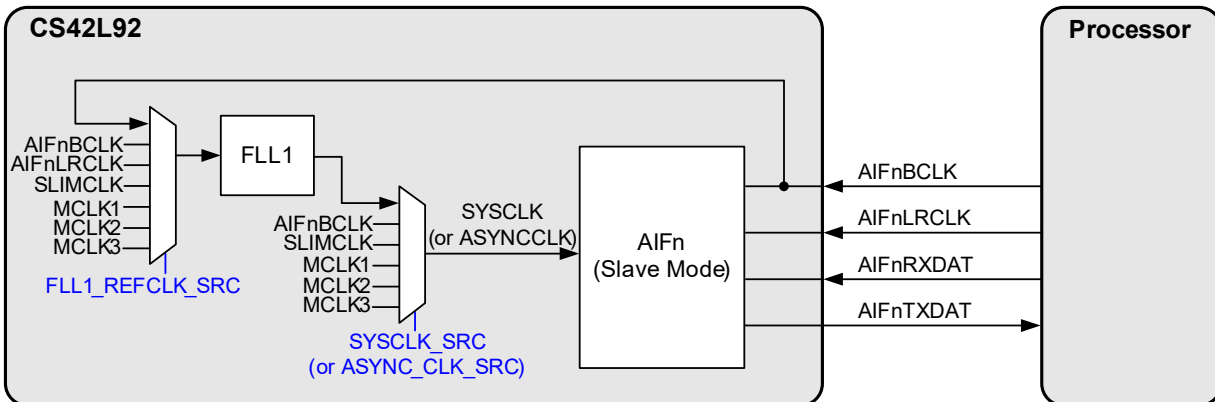 CS42L92
Processor
AIFnBCLK
AIFnLRCLK
SLIMCLK
MCLK1
MCLK2
MCLK3
FLL1_REFCLK_SRC
FLL1
AIFnBCLK
SLIMCLK
MCLK1
MCLK2
MCLK3
SYSCLK_SRC
(or ASYNC_CLK_SRC)
SYSCLK
(or ASYNCCLK)
AIFn
(Slave Mode)
AIFnBCLK
AIFnLRCLK
AIFnRXDAT
AIFnTXDAT